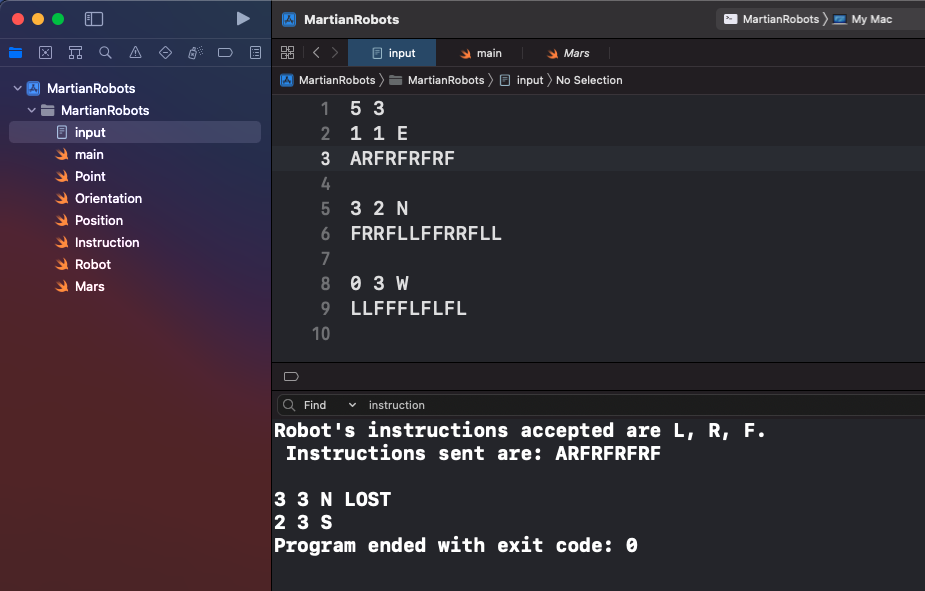 MartianRobots
MartianRobots
My Mac
input
main
Mars
MartianRobots
MartianRobots
input
No Selection
MartianRobots
MartianRobots
input
main
Point
Orientation
Position
Instruction
Robot
Mars
1 5 3
2 1 1 E
3 ARFRFRFRF
4
5 3 2 N
6 FRRFLLFFRRFLL
7
8 0 3 W
9 LLFFFLFLFL
10
Find instruction
Robot's instructions accepted are L, R, F.
Instructions sent are: ARFRFRFRF
3 3 N LOST
2 3 S
Program ended with exit code: 0